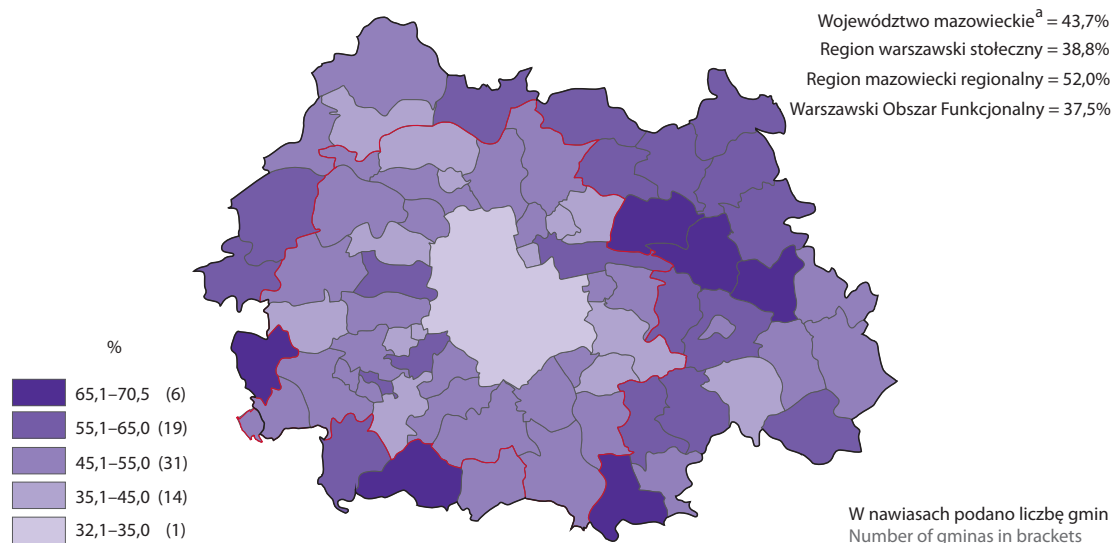 Województwo mazowieckieᵃ = 43,7%
Region warszawski stołeczny = 38,8%
Region mazowiecki regionalny = 52,0%
Warszawski Obszar Funkcjonalny = 37,5%
%
65,1–70,5 (6)
55,1–65,0 (19)
45,1–55,0 (31)
35,1–45,0 (14)
32,1–35,0 (1)
W nawiasach podano liczbę gmin
Number of gminas in brackets